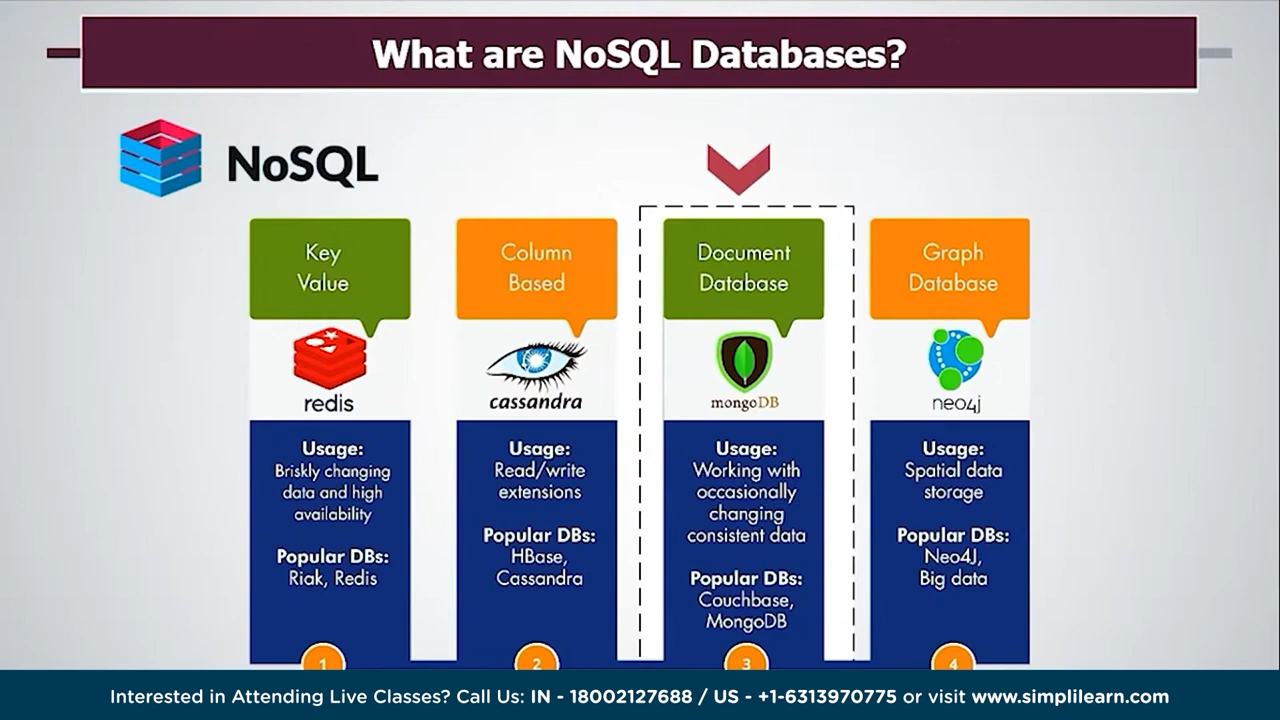 What are NoSQL Databases?
NoSQL
Key
Value
redis
Usage:
Briskly changing
data and high
availability
Popular DBs:
Riak, Redis
1
Column
Based
cassandra
Usage:
Read/write
extensions
Popular DBs:
HBase,
Cassandra
2
Document
Database
mongoDB
Usage:
Working with
occasionally
changing
consistent data
Popular DBs:
Couchbase,
MongoDB
3
Graph
Database
neo4j
Usage:
Spatial data
storage
Popular DBs:
Neo4J,
Big data
4
Interested in Attending Live Classes? Call Us: IN - 18002127688 / US - +1-6313970775 or visit www.simplilearn.com